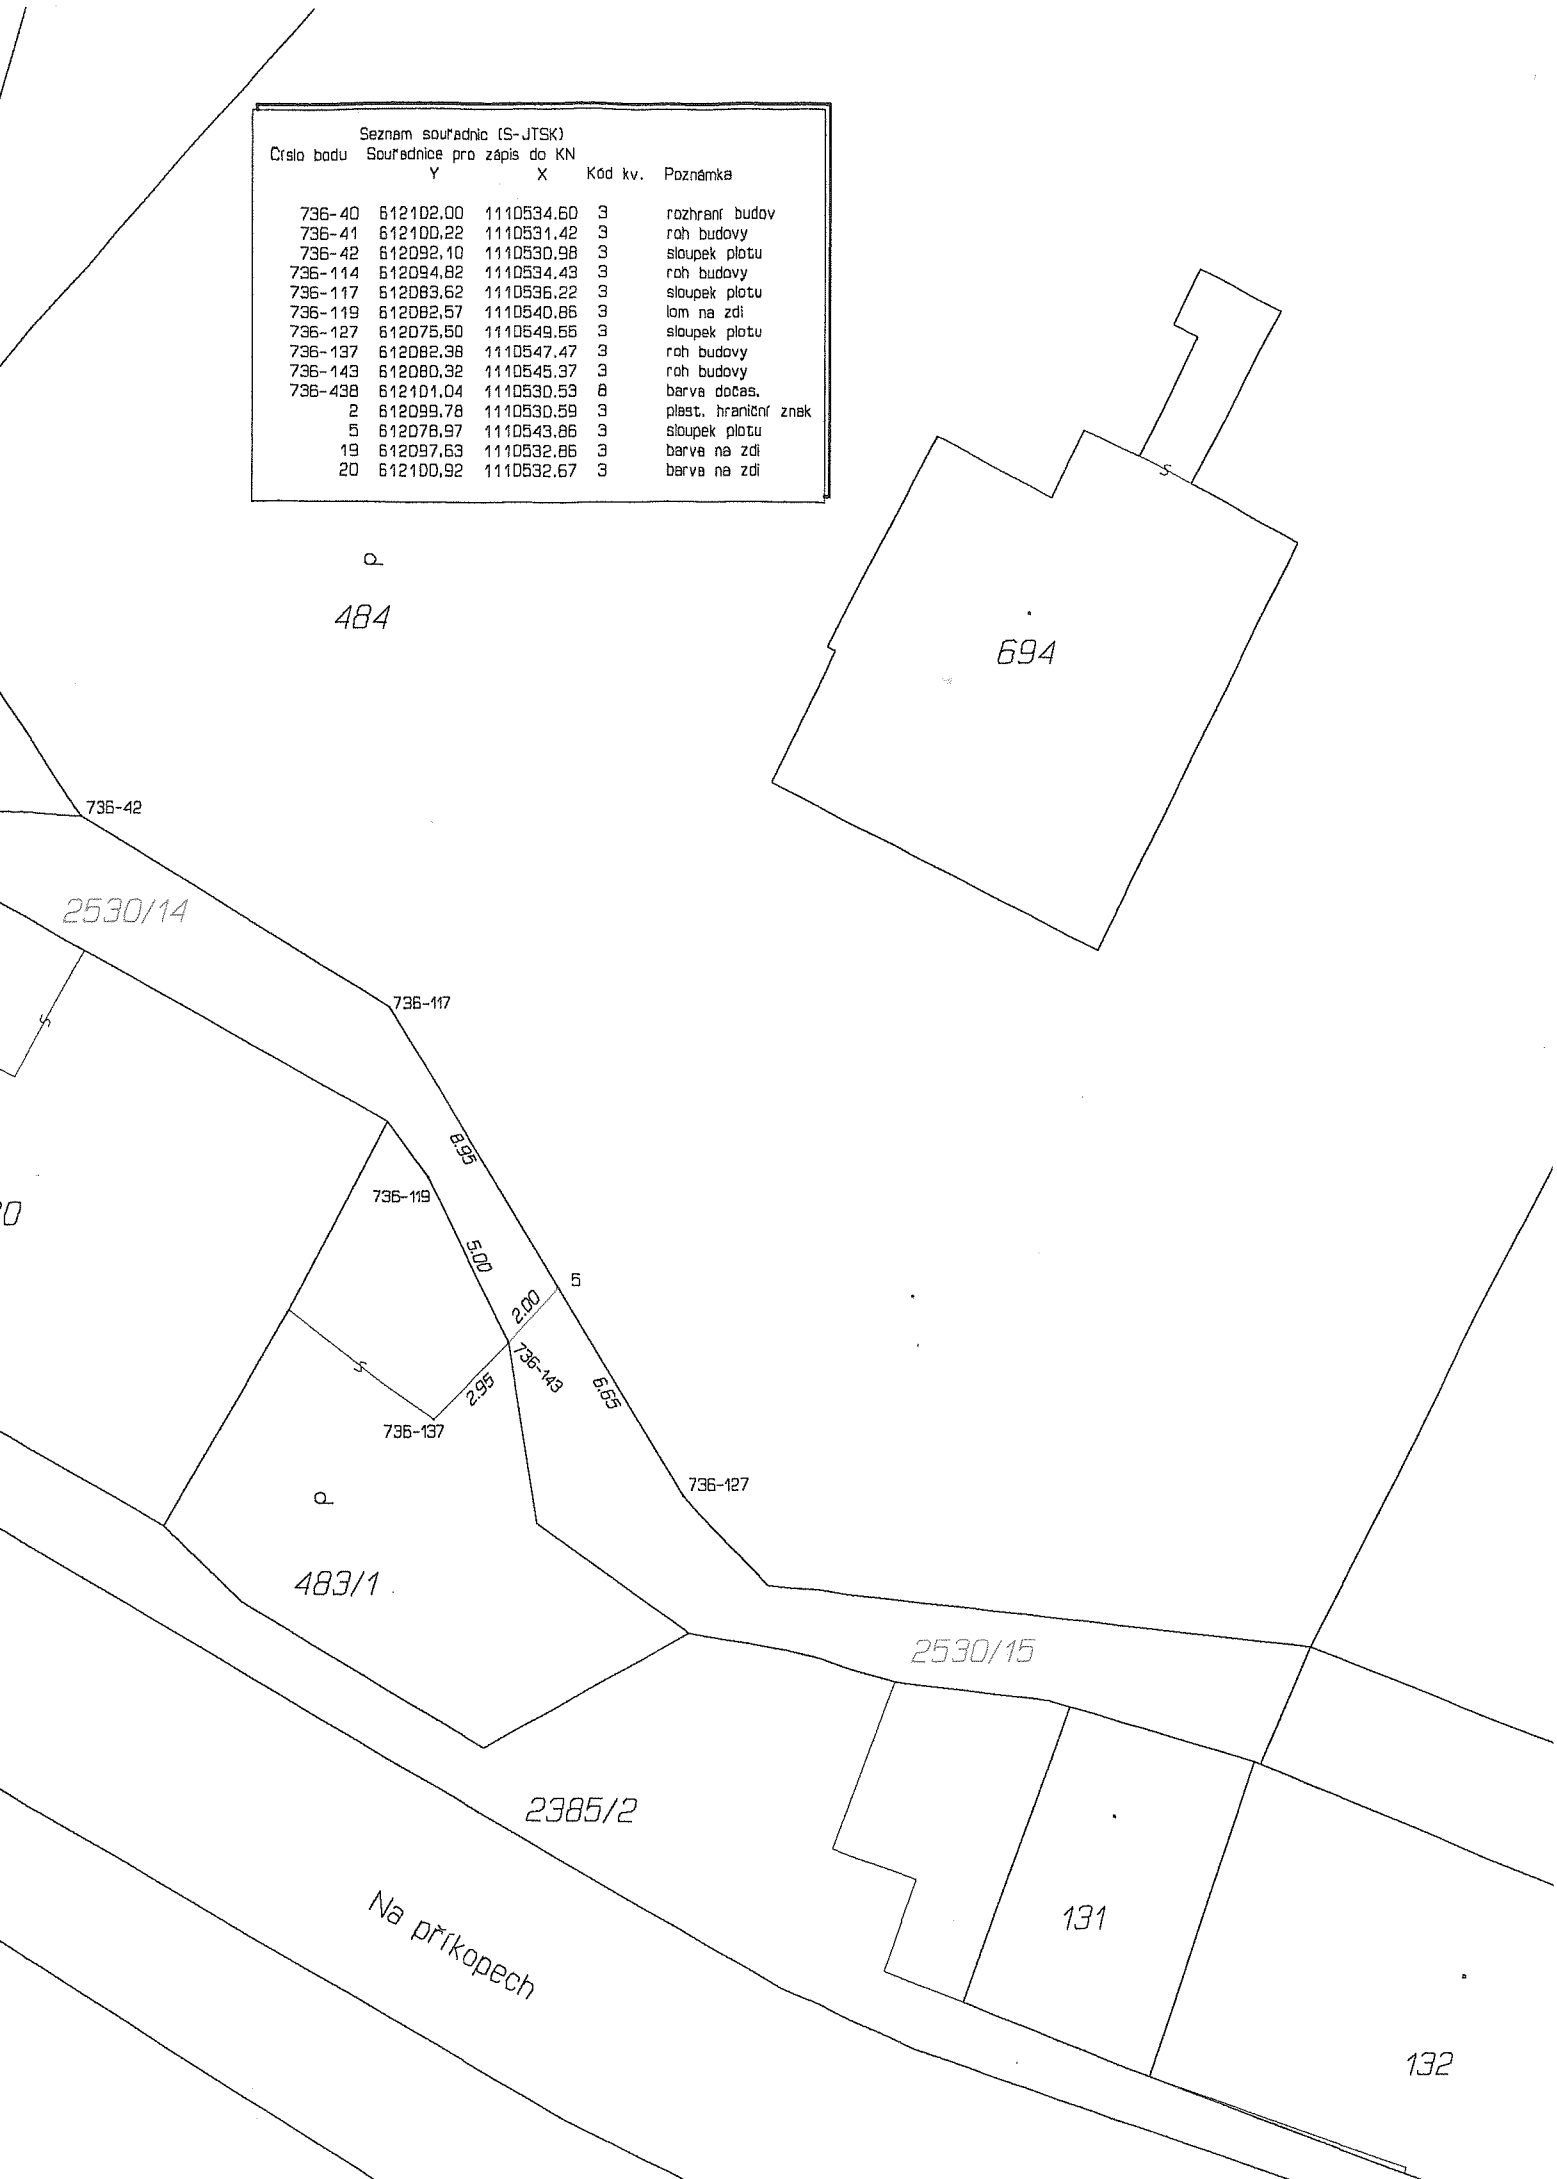 Seznam souřadnic (S-JTSK)
Číslo bodu Souřadnice pro zápis do KN
Y X Kód kv. Poznámka
736-40 612102.00 1110534.60 3 rozhraní budov
736-41 612100.22 1110531.42 3 roh budovy
736-42 612092.10 1110530.98 3 sloupek plotu
736-114 612094.82 1110534.43 3 roh budovy
736-117 612083.62 1110536.22 3 sloupek plotu
736-119 612082.57 1110540.86 3 lom na zdi
736-127 612075.50 1110549.55 3 sloupek plotu
736-137 612082.38 1110547.47 3 roh budovy
736-143 612080.32 1110545.37 3 roh budovy
736-438 612101.04 1110530.53 8 barva dočas.
2 612099.78 1110530.59 3 plast. hraniční znak
5 612078.97 1110543.86 3 sloupek plotu
19 612097.63 1110532.86 3 barva na zdi
20 612100.92 1110532.67 3 barva na zdi
484
694
736-42
2530/14
736-117
8.95
736-119
5.00
5
2.00
736-143
2.95
6.65
736-137
736-127
483/1
2530/15
2385/2
131
Na příkopech
132